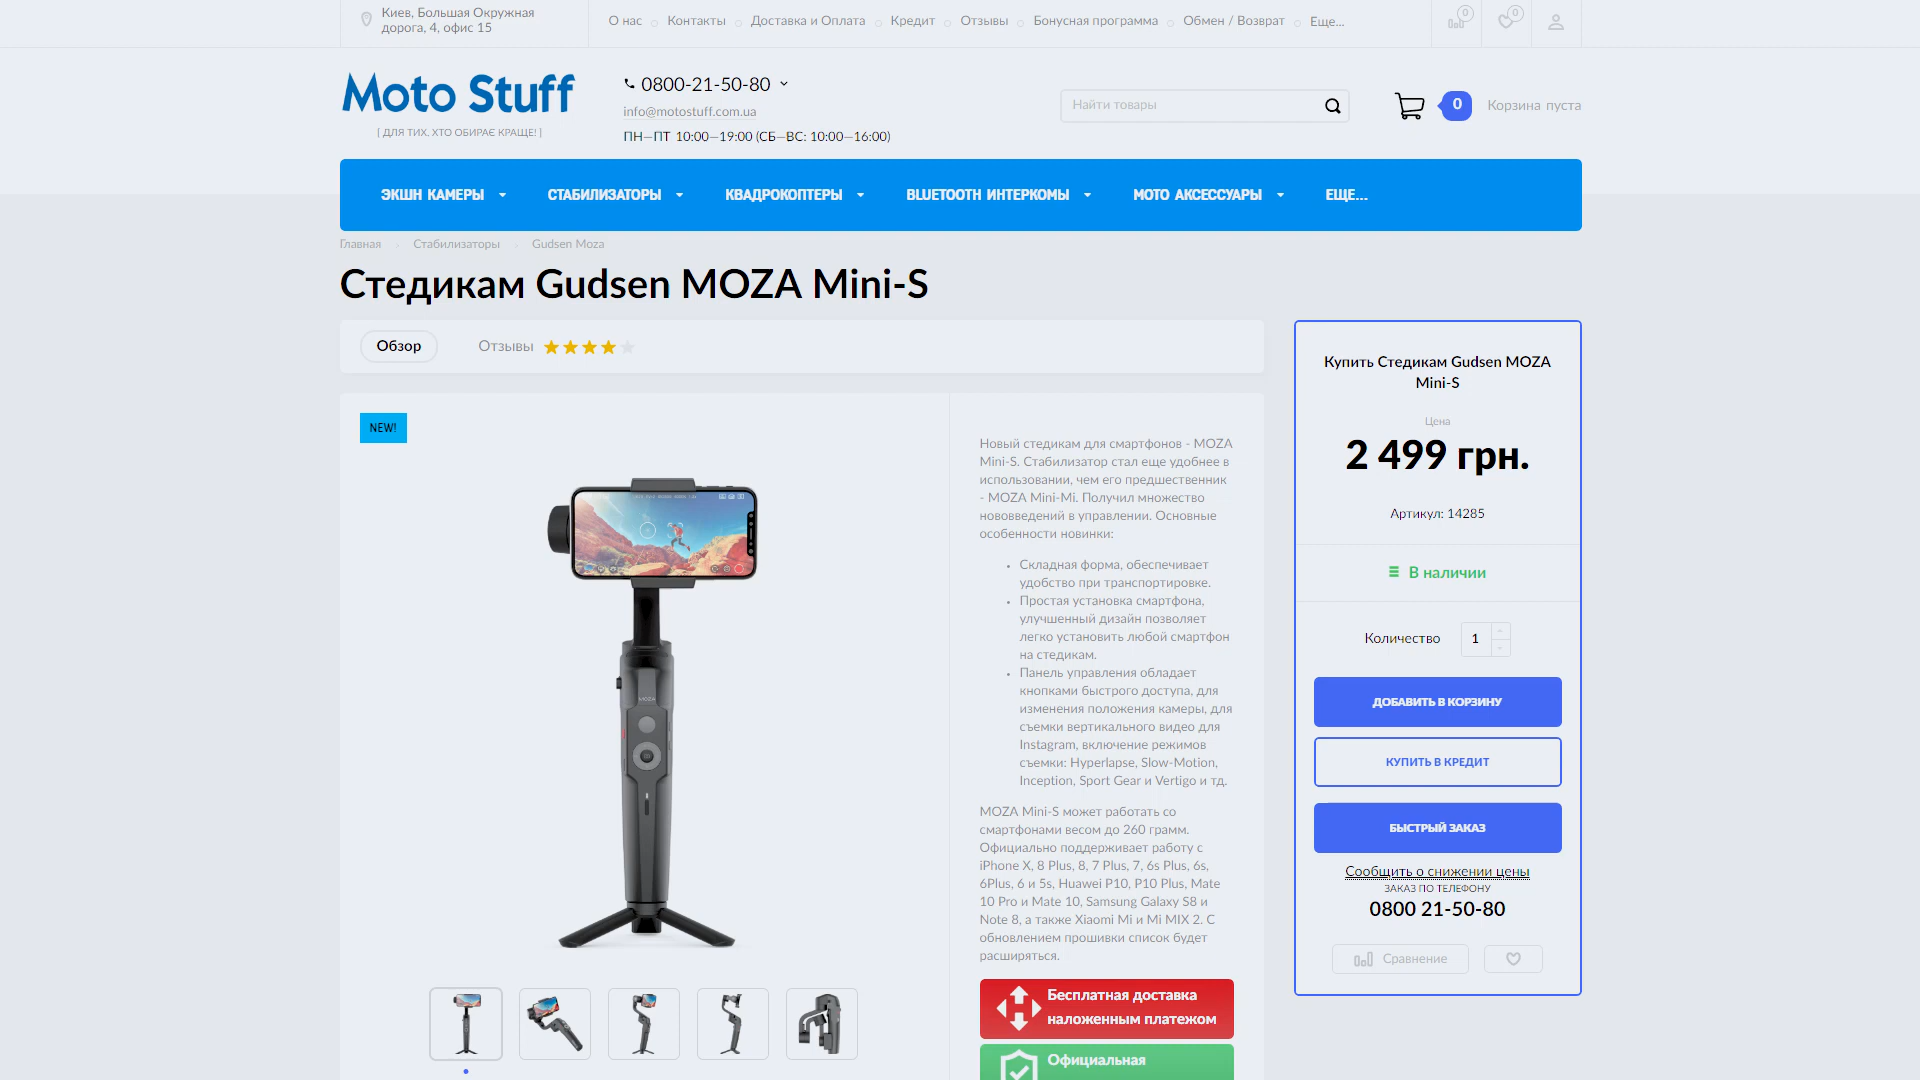 Киев, Большая Окружная
дорога, 4, офис 15
О нас
Контакты
Доставка и Оплата
Кредит
Отзывы
Бонусная программа
Обмен / Возврат
Еще...
0
0
Moto Stuff
[ ДЛЯ ТИХ, ХТО ОБИРАЄ КРАЩЕ! ]
0800-21-50-80
info@motostuff.com.ua
ПН—ПТ 10:00—19:00 (СБ—ВС: 10:00—16:00)
Найти товары
0
Корзина пуста
ЭКШН КАМЕРЫ
СТАБИЛИЗАТОРЫ
КВАДРОКОПТЕРЫ
BLUETOOTH ИНТЕРКОМЫ
МОТО АКСЕССУАРЫ
ЕЩЕ...
Главная
Стабилизаторы
Gudsen Moza
Стедикам Gudsen MOZA Mini-S
Обзор
Отзывы
NEW!
MOZA
Новый стедикам для смартфонов - MOZA
Mini-S. Стабилизатор стал еще удобнее в
использовании, чем его предшественник
- MOZA Mini-Mi. Получил множество
нововведений в управлении. Основные
особенности новинки:
Складная форма, обеспечивает
удобство при транспортировке.
Простая установка смартфона,
улучшенный дизайн позволяет
легко установить любой смартфон
на стедикам.
Панель управления обладает
кнопками быстрого доступа, для
изменения положения камеры, для
съемки вертикального видео для
Instagram, включение режимов
съемки: Hyperlapse, Slow-Motion,
Inception, Sport Gear и Vertigo и тд.
MOZA Mini-S может работать со
смартфонами весом до 260 грамм.
Официально поддерживает работу с
iPhone X, 8 Plus, 8, 7 Plus, 7, 6s Plus, 6s,
6Plus, 6 и 5s, Huawei P10, P10 Plus, Mate
10 Pro и Mate 10, Samsung Galaxy S8 и
Note 8, а также Xiaomi Mi и Mi MIX 2. С
обновлением прошивки список будет
расширяться.
Бесплатная доставка
наложенным платежом
Официальная
Купить Стедикам Gudsen MOZA
Mini-S
Цена
2 499 грн.
Артикул: 14285
В наличии
Количество
1
ДОБАВИТЬ В КОРЗИНУ
КУПИТЬ В КРЕДИТ
БЫСТРЫЙ ЗАКАЗ
Сообщить о снижении цены
ЗАКАЗ ПО ТЕЛЕФОНУ
0800 21-50-80
Сравнение